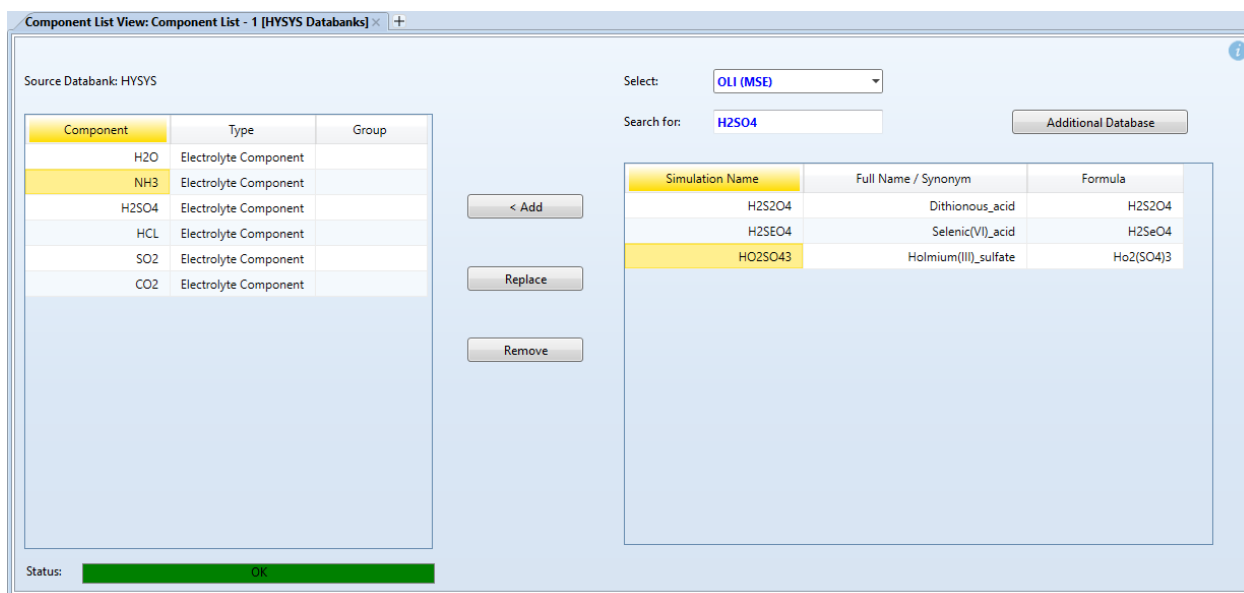 Component List View: Component List - 1 [HYSYS Databanks] × +
Source Databank: HYSYS
Select: OLI (MSE)
Search for: H2SO4
Additional Database
Component Type Group
H2O Electrolyte Component
NH3 Electrolyte Component
H2SO4 Electrolyte Component
HCL Electrolyte Component
SO2 Electrolyte Component
CO2 Electrolyte Component
< Add
Replace
Remove
Simulation Name Full Name / Synonym Formula
H2S2O4 Dithionous_acid H2S2O4
H2SEO4 Selenic(VI)_acid H2SeO4
HO2SO43 Holmium(III)_sulfate Ho2(SO4)3
Status: OK